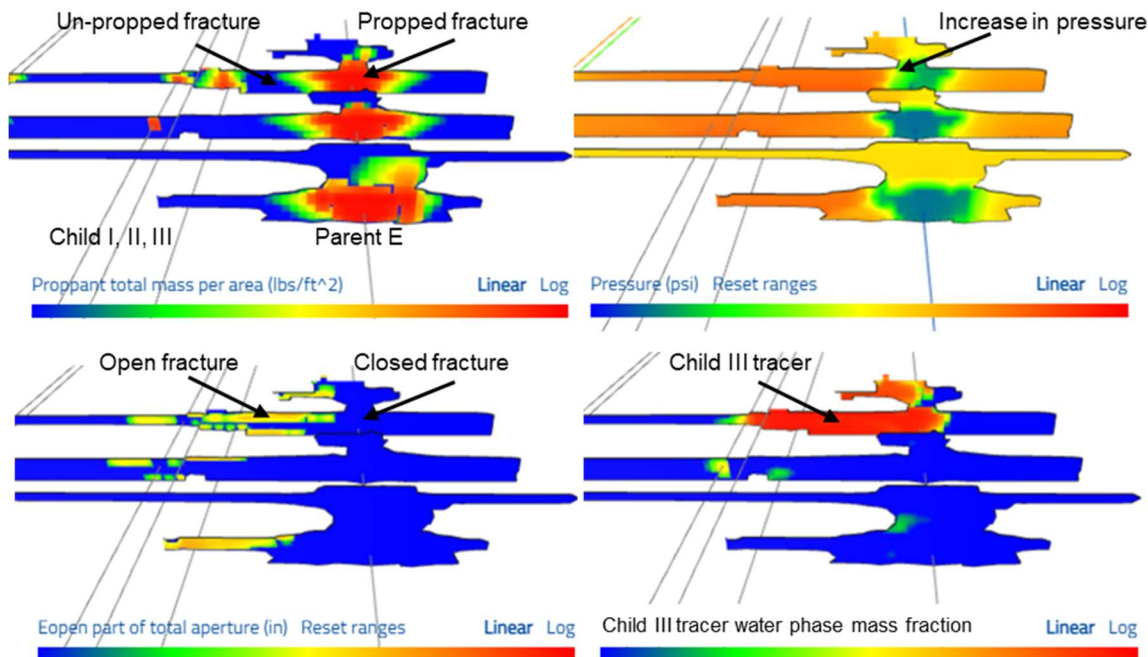 Un-propped fracture
Propped fracture
Increase in pressure
Child I, II, III
Parent E
Proppant total mass per area (lbs/ft^2) Linear Log
Pressure (psi) Reset ranges Linear Log
Open fracture
Closed fracture
Child III tracer
Eopen part of total aperture (in) Reset ranges Linear Log
Child III tracer water phase mass fraction Linear Log